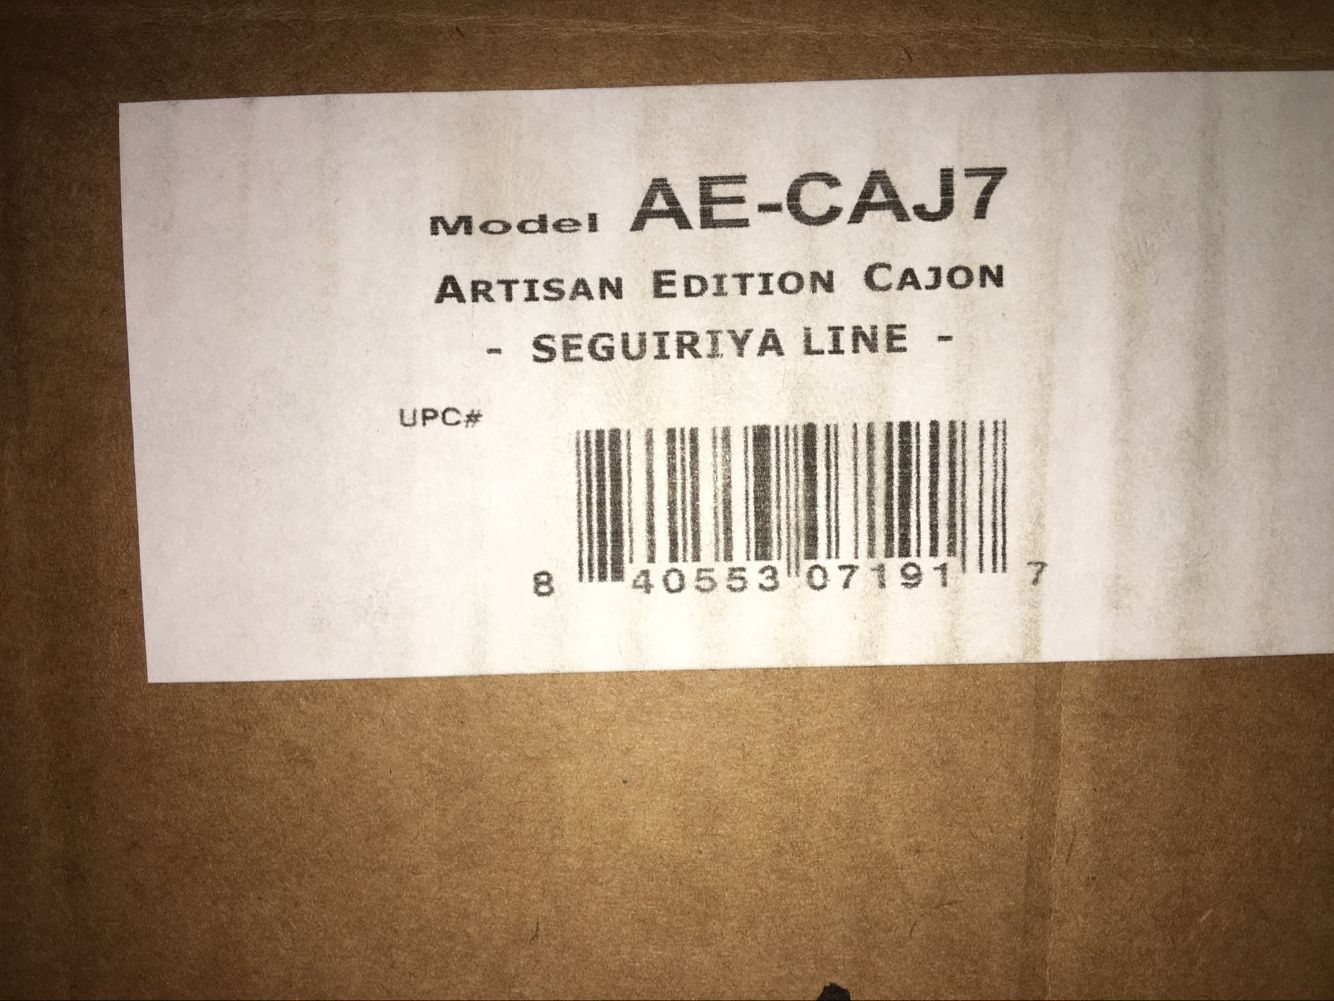 Model AE-CAJ7
ARTISAN EDITION CAJON
- SEGUIRIYA LINE -
UPC#
8 40553 07191 7